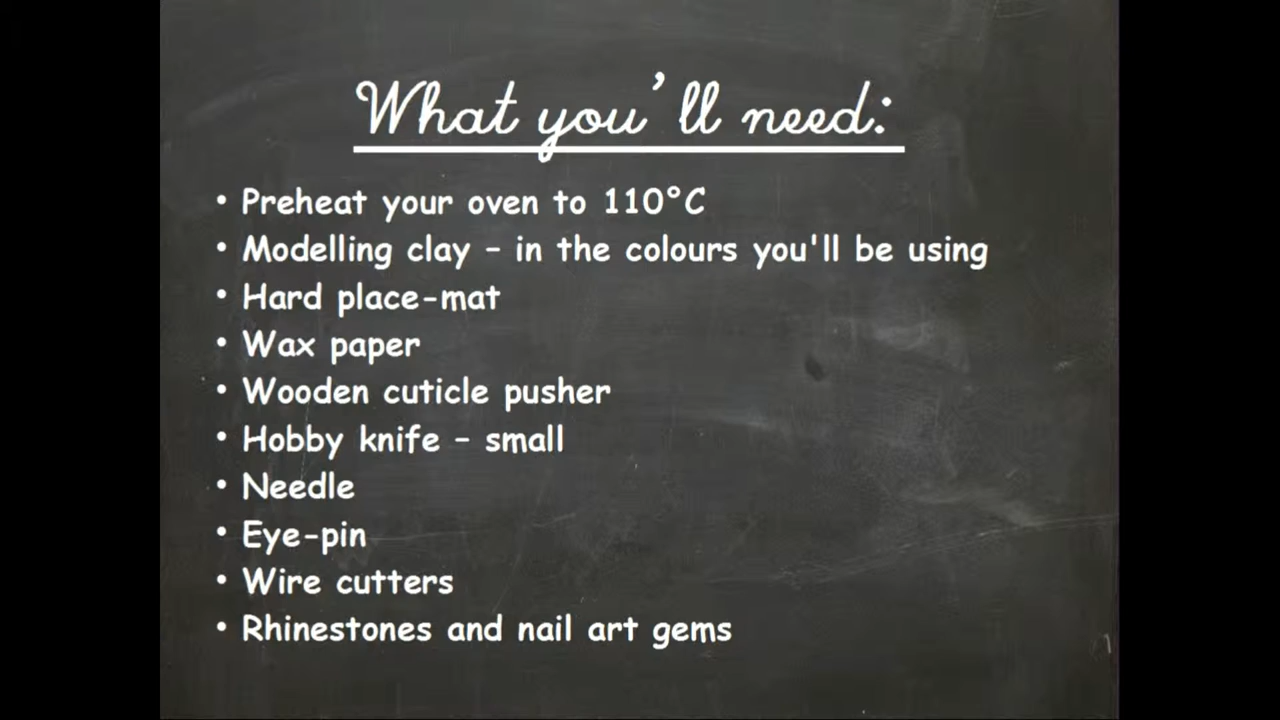 What you'll need:
• Preheat your oven to 110°C
• Modelling clay – in the colours you'll be using
• Hard place-mat
• Wax paper
• Wooden cuticle pusher
• Hobby knife – small
• Needle
• Eye-pin
• Wire cutters
• Rhinestones and nail art gems